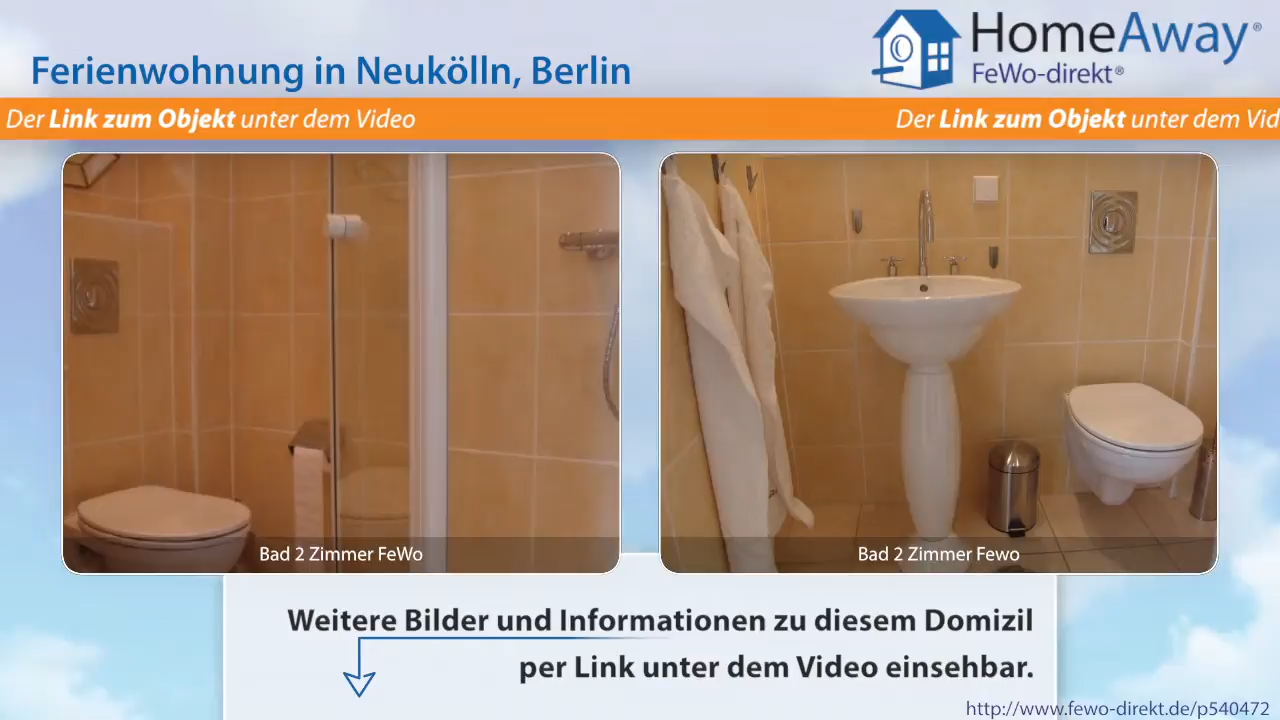 HomeAway®
FeWo-direkt®
Ferienwohnung in Neukölln, Berlin
Der Link zum Objekt unter dem Video
Der Link zum Objekt unter dem Vid
Bad 2 Zimmer FeWo
Bad 2 Zimmer Fewo
Weitere Bilder und Informationen zu diesem Domizil
per Link unter dem Video einsehbar.
http://www.fewo-direkt.de/p540472